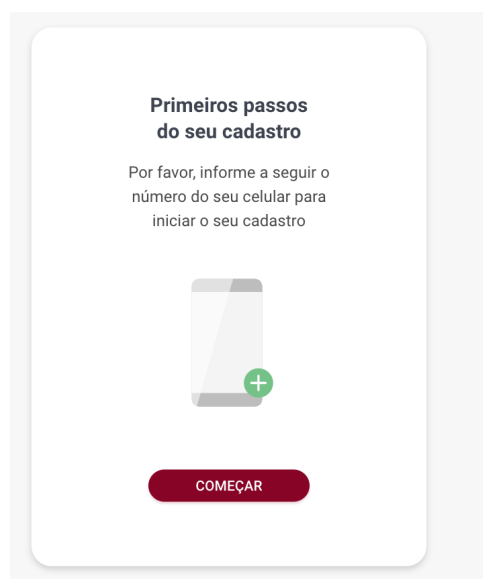 Primeiros passos
do seu cadastro
Por favor, informe a seguir o
número do seu celular para
iniciar o seu cadastro
COMEÇAR